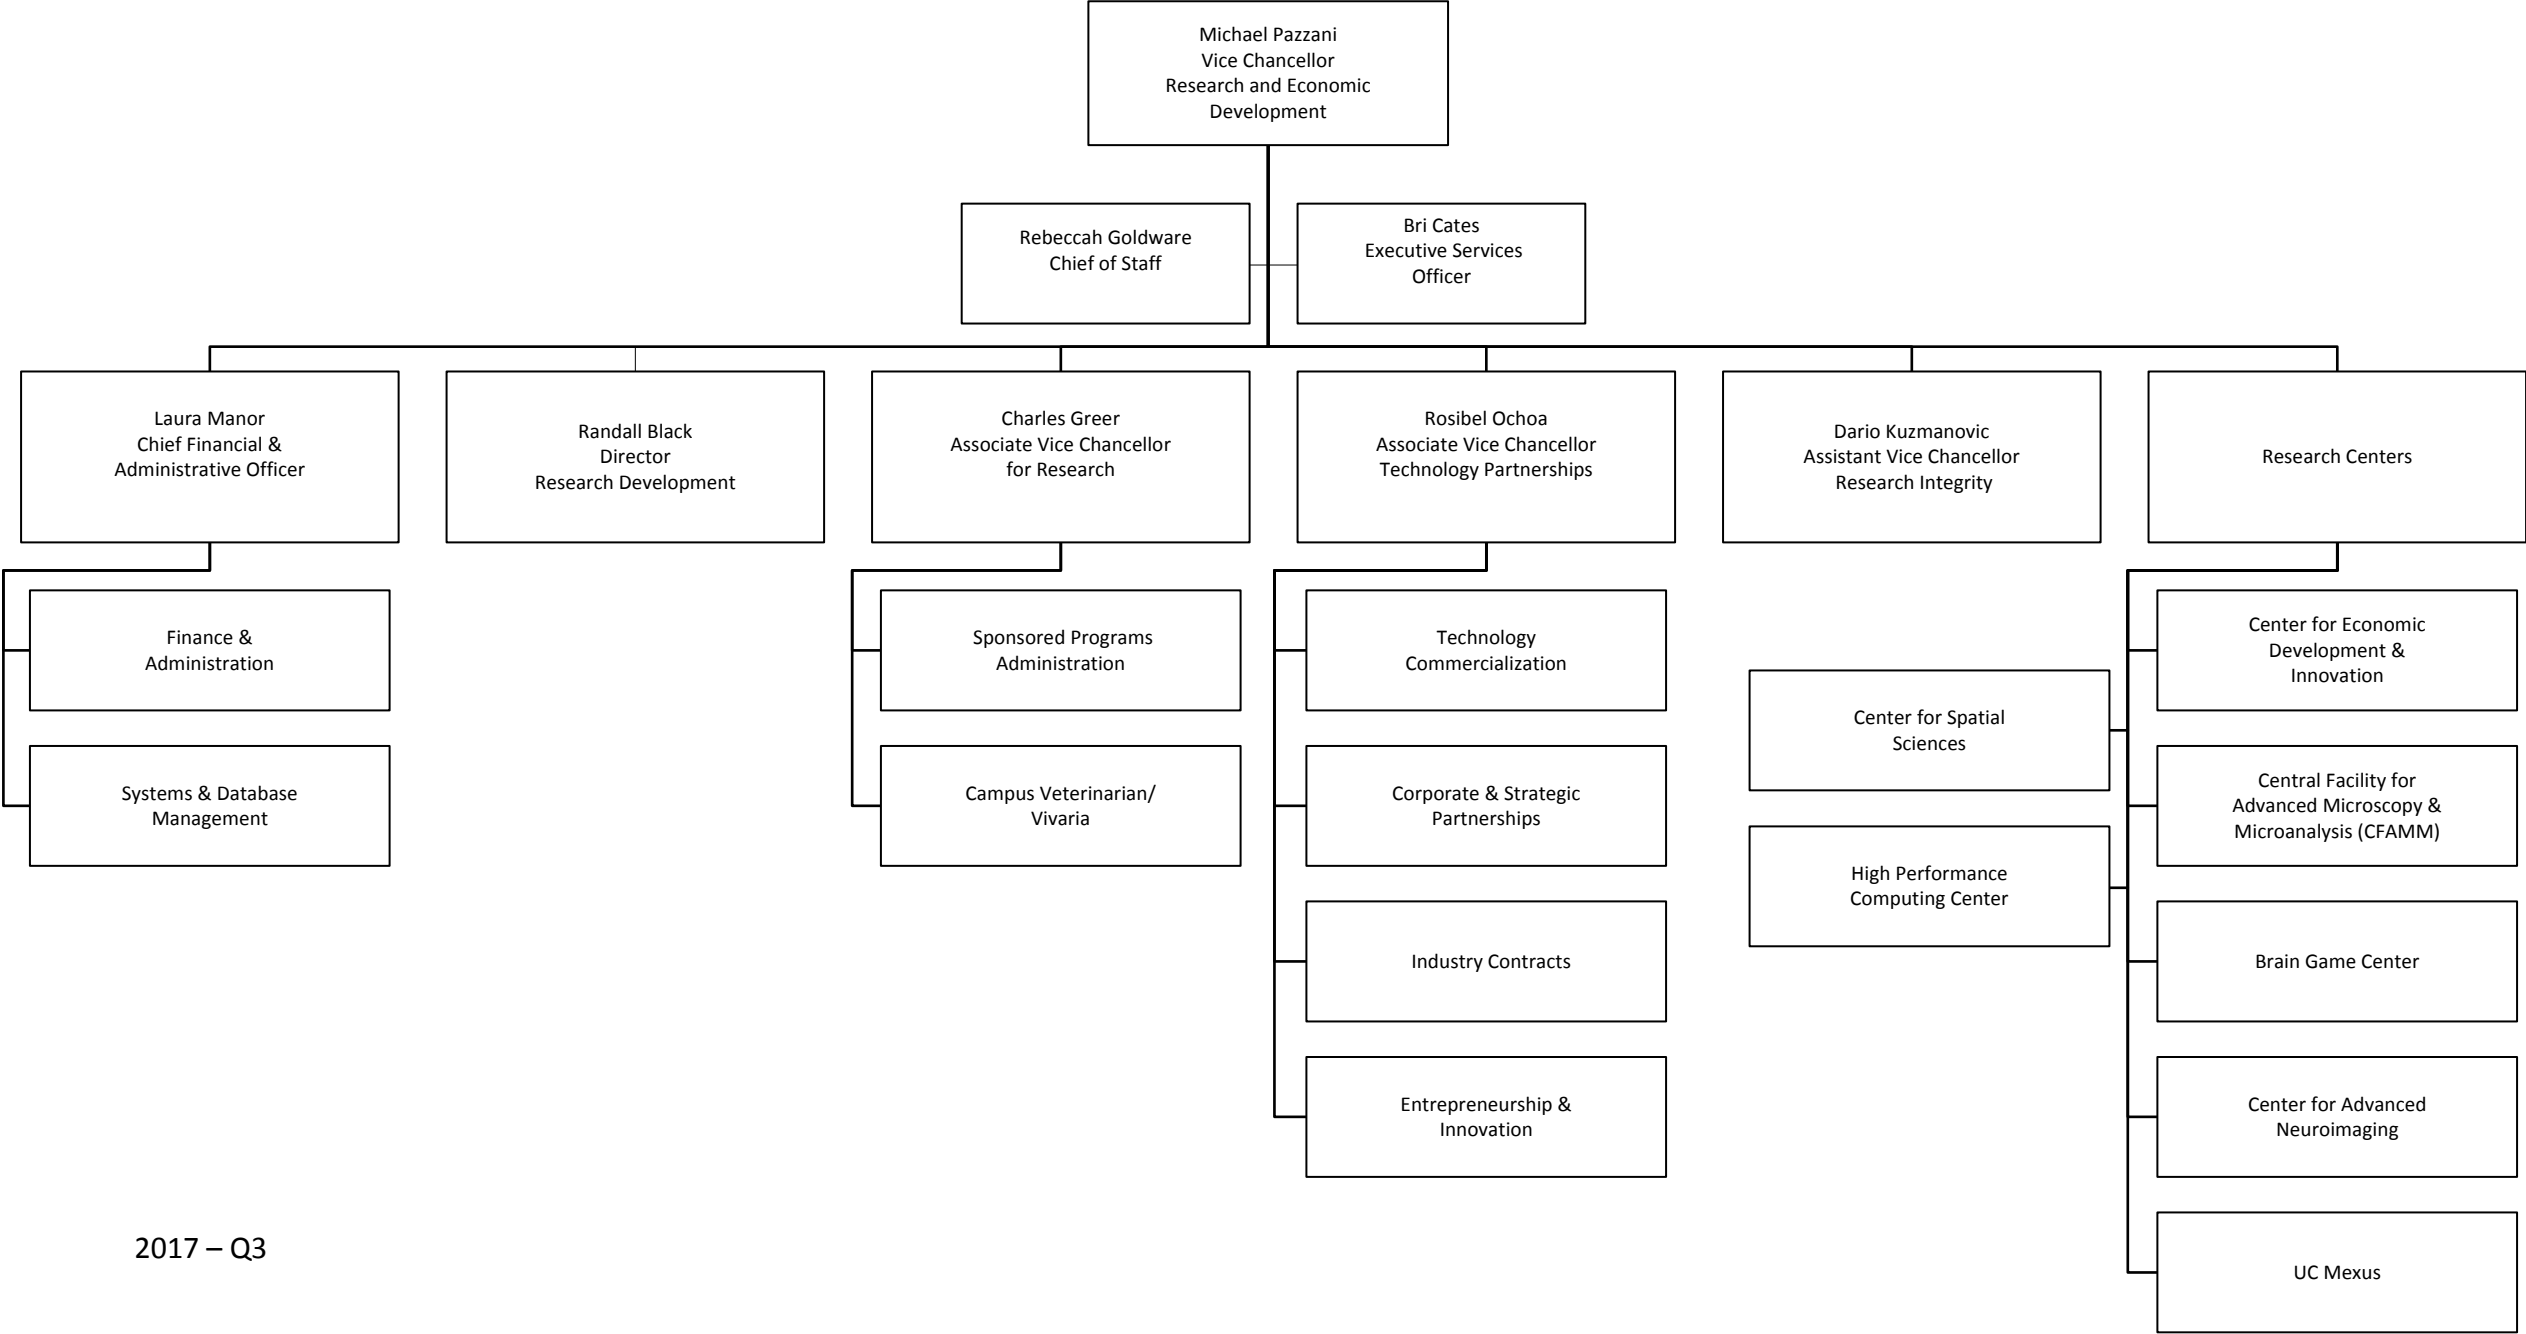 Michael Pazzani
Vice Chancellor
Research and Economic
Development
Rebeccah Goldware
Chief of Staff
Bri Cates
Executive Services
Officer
Laura Manor
Chief Financial &
Administrative Officer
Randall Black
Director
Research Development
Charles Greer
Associate Vice Chancellor
for Research
Rosibel Ochoa
Associate Vice Chancellor
Technology Partnerships
Dario Kuzmanovic
Assistant Vice Chancellor
Research Integrity
Research Centers
Finance &
Administration
Systems & Database
Management
Sponsored Programs
Administration
Campus Veterinarian/
Vivaria
Technology
Commercialization
Corporate & Strategic
Partnerships
Industry Contracts
Entrepreneurship &
Innovation
Center for Spatial
Sciences
High Performance
Computing Center
Center for Economic
Development &
Innovation
Central Facility for
Advanced Microscopy &
Microanalysis (CFAMM)
Brain Game Center
Center for Advanced
Neuroimaging
UC Mexus
2017 – Q3